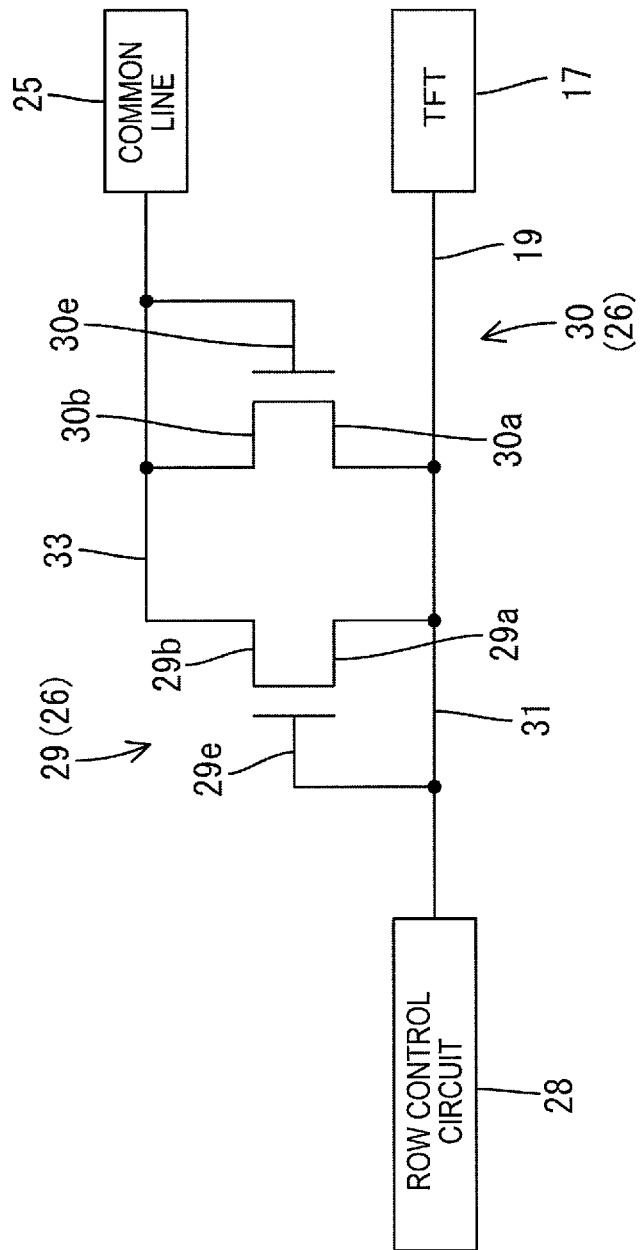 25
COMMON
LINE
17
TFT
19
30
(26)
30e
30b
30a
33
29b
29a
29 (26)
29e
31
ROW CONTROL
CIRCUIT
28